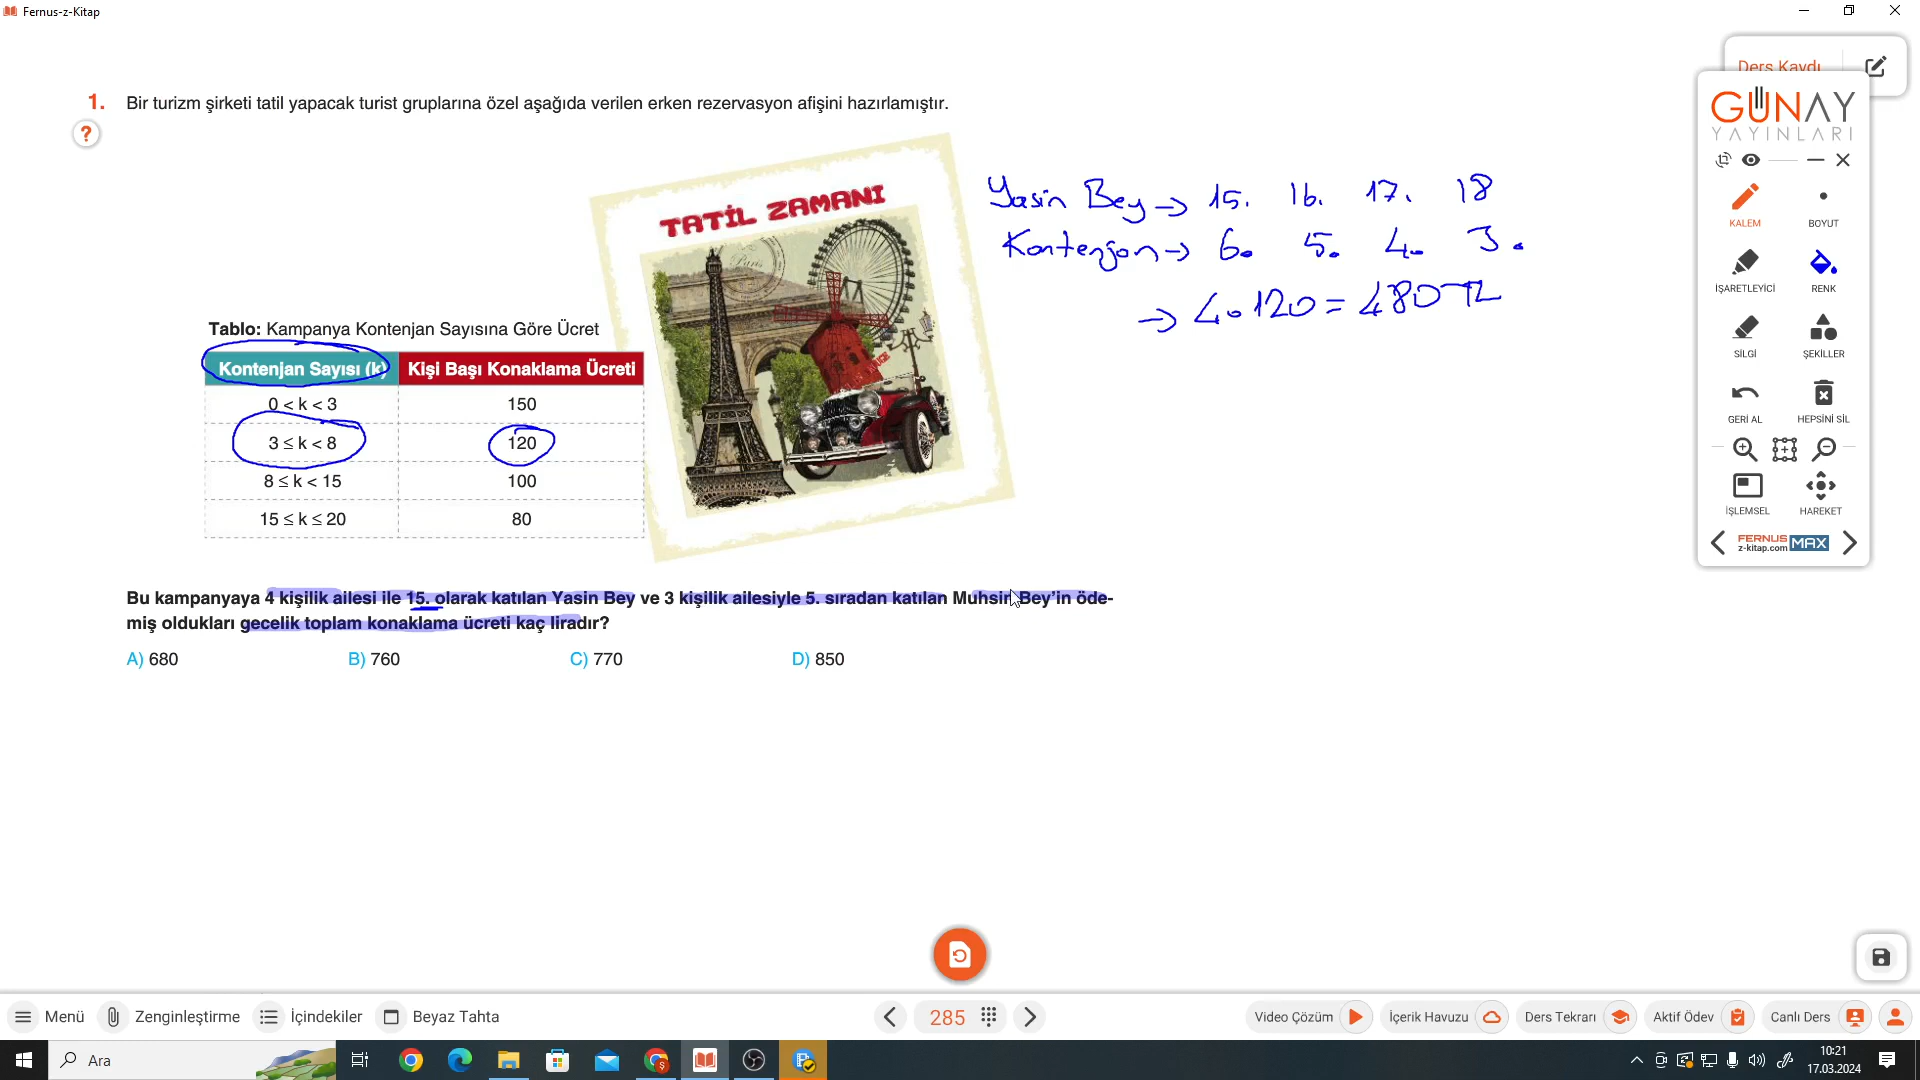 Fernus-z-Kitap
Ders Kaydı
1. Bir turizm şirketi tatil yapacak turist gruplarına özel aşağıda verilen erken rezervasyon afişini hazırlamıştır.
?
TATİL ZAMANI
Yasin Bey → 15. 16. 17. 18
Kontenjan → 6. 5. 4. 3.
→ 4.120 = 480 TL
Tablo: Kampanya Kontenjan Sayısına Göre Ücret
Kontenjan Sayısı (k) Kişi Başı Konaklama Ücreti
0 < k < 3 150
3 ≤ k < 8 120
8 ≤ k < 15 100
15 ≤ k ≤ 20 80
Bu kampanyaya 4 kişilik ailesi ile 15. olarak katılan Yasin Bey ve 3 kişilik ailesiyle 5. sıradan katılan Muhsin Bey'in öde-
miş oldukları gecelik toplam konaklama ücreti kaç liradır?
A) 680 B) 760 C) 770 D) 850
GÜNAY
YAYINLARI
KALEM BOYUT
İŞARETLEYİCİ RENK
SİLGİ ŞEKİLLER
GERİ AL HEPSİNİ SİL
İŞLEMSEL HAREKET
FERNUS
z-kitap.com MAX
Menü Zenginleştirme İçindekiler Beyaz Tahta 285 Video Çözüm İçerik Havuzu Ders Tekrarı Aktif Ödev Canlı Ders
Ara
10:21
17.03.2024